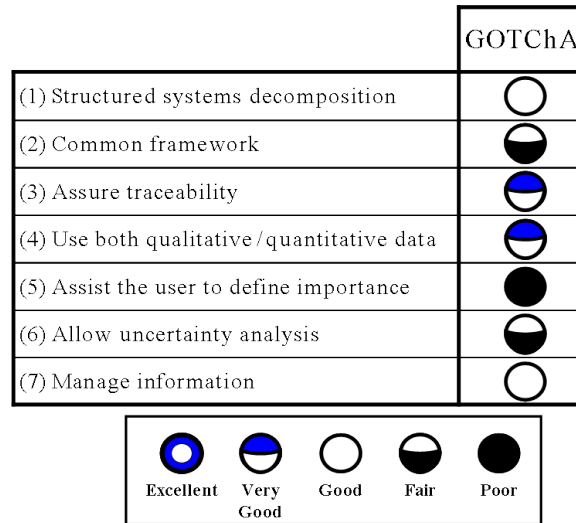 GOTChA
(1) Structured systems decomposition
(2) Common framework
(3) Assure traceability
(4) Use both qualitative/quantitative data
(5) Assist the user to define importance
(6) Allow uncertainty analysis
(7) Manage information
Excellent Very Good Fair Poor
Good